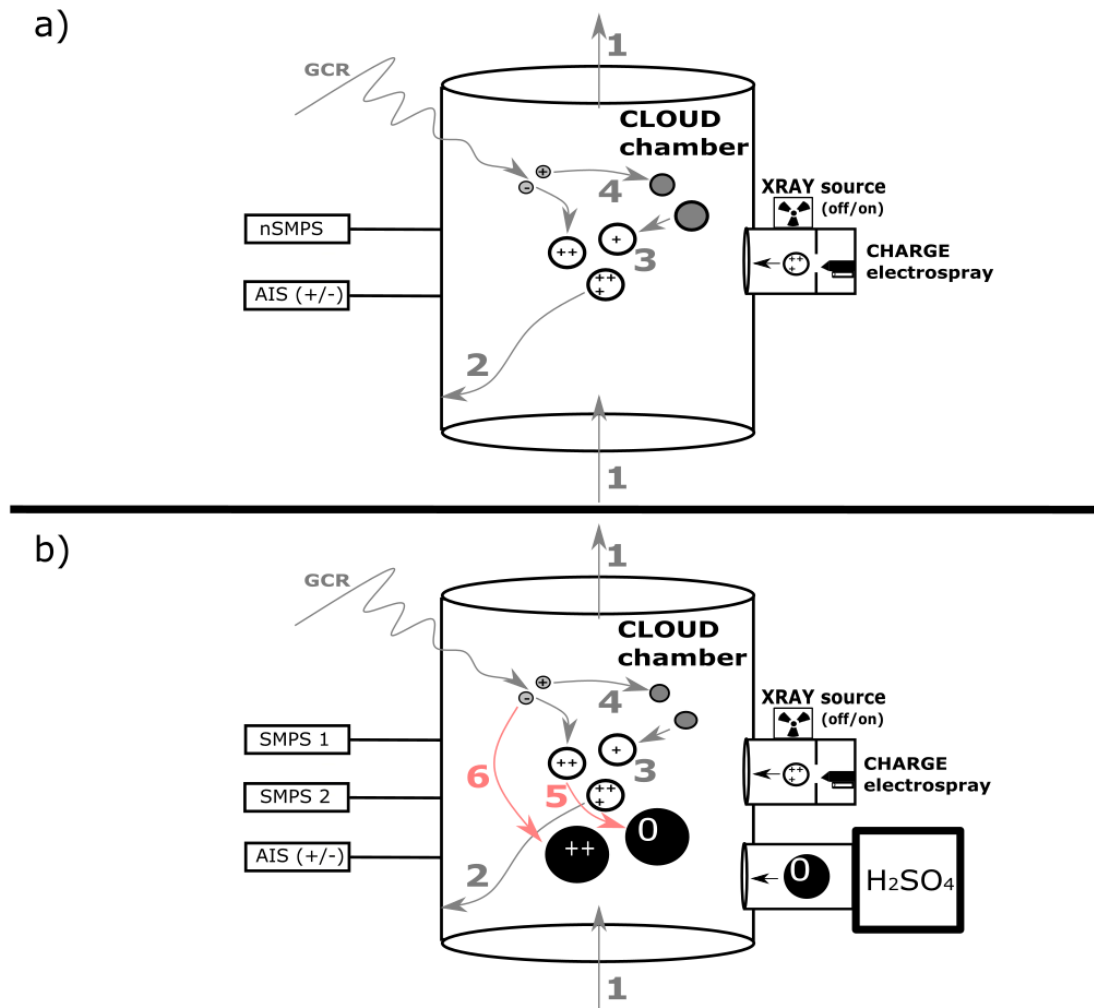 a)
1
GCR
CLOUD
chamber
+
-
4
XRAY source
(off/on)
nSMPS
++
+
3
++
+
++
+
CHARGE
electrospray
AIS (+/-)
2
1
b)
1
GCR
CLOUD
chamber
+
-
4
XRAY source
(off/on)
SMPS 1
++
+
3
6
5
++
+
++
+
CHARGE
electrospray
SMPS 2
0
++
AIS (+/-)
2
0
H₂SO₄
1